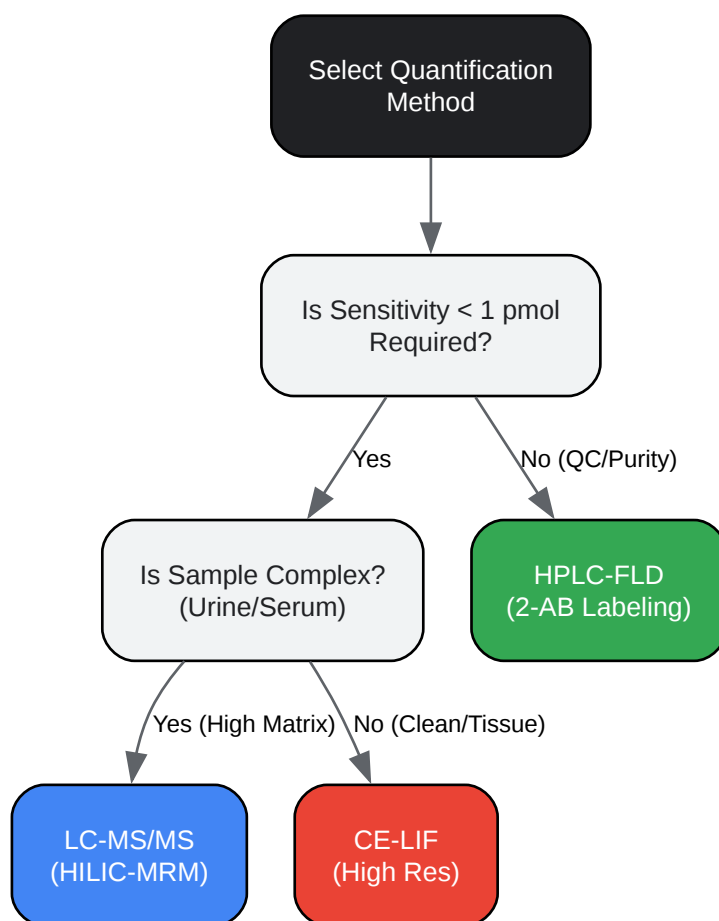 Select Quantification
Method
Is Sensitivity < 1 pmol
Required?
Yes
No (QC/Purity)
Is Sample Complex?
(Urine/Serum)
HPLC-FLD
(2-AB Labeling)
Yes (High Matrix)
No (Clean/Tissue)
LC-MS/MS
(HILIC-MRM)
CE-LIF
(High Res)